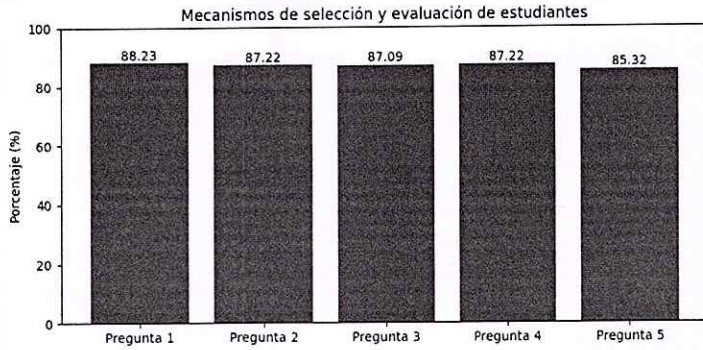 Mecanismos de selección y evaluación de estudiantes
100
80
60
40
20
0
Porcentaje (%)
88.23
87.22
87.09
87.22
85.32
Pregunta 1
Pregunta 2
Pregunta 3
Pregunta 4
Pregunta 5